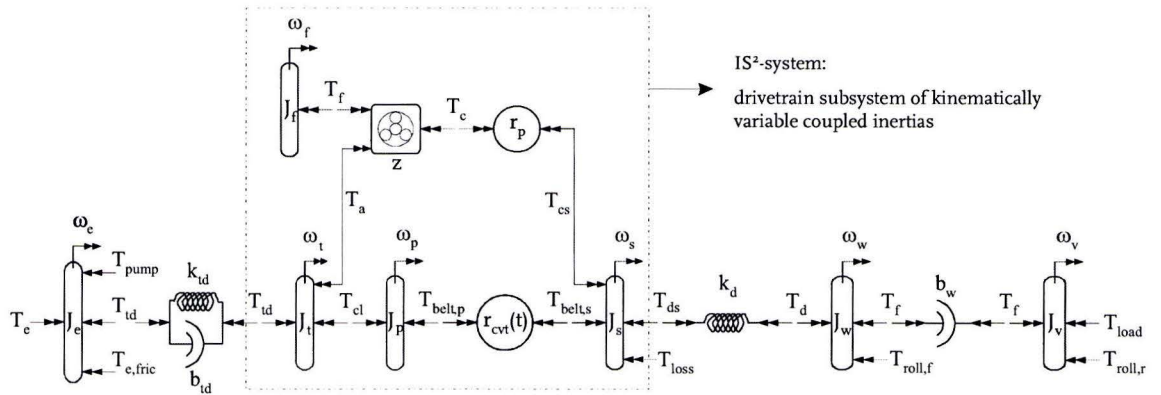 ω_f
IS²-system:
drivetrain subsystem of kinematically
variable coupled inertias
J_f
T_f
T_c
r_p
z
T_a
T_cs
ω_e
ω_t
ω_p
ω_s
ω_w
ω_v
T_pump
k_td
k_d
b_w
T_e
J_e
T_td
T_td
J_t
T_cl
J_p
T_belt,p
r_cvt(t)
T_belt,s
J_s
T_ds
T_d
J_w
T_f
T_f
J_v
T_load
T_e,fric
b_td
T_loss
T_roll,f
T_roll,r